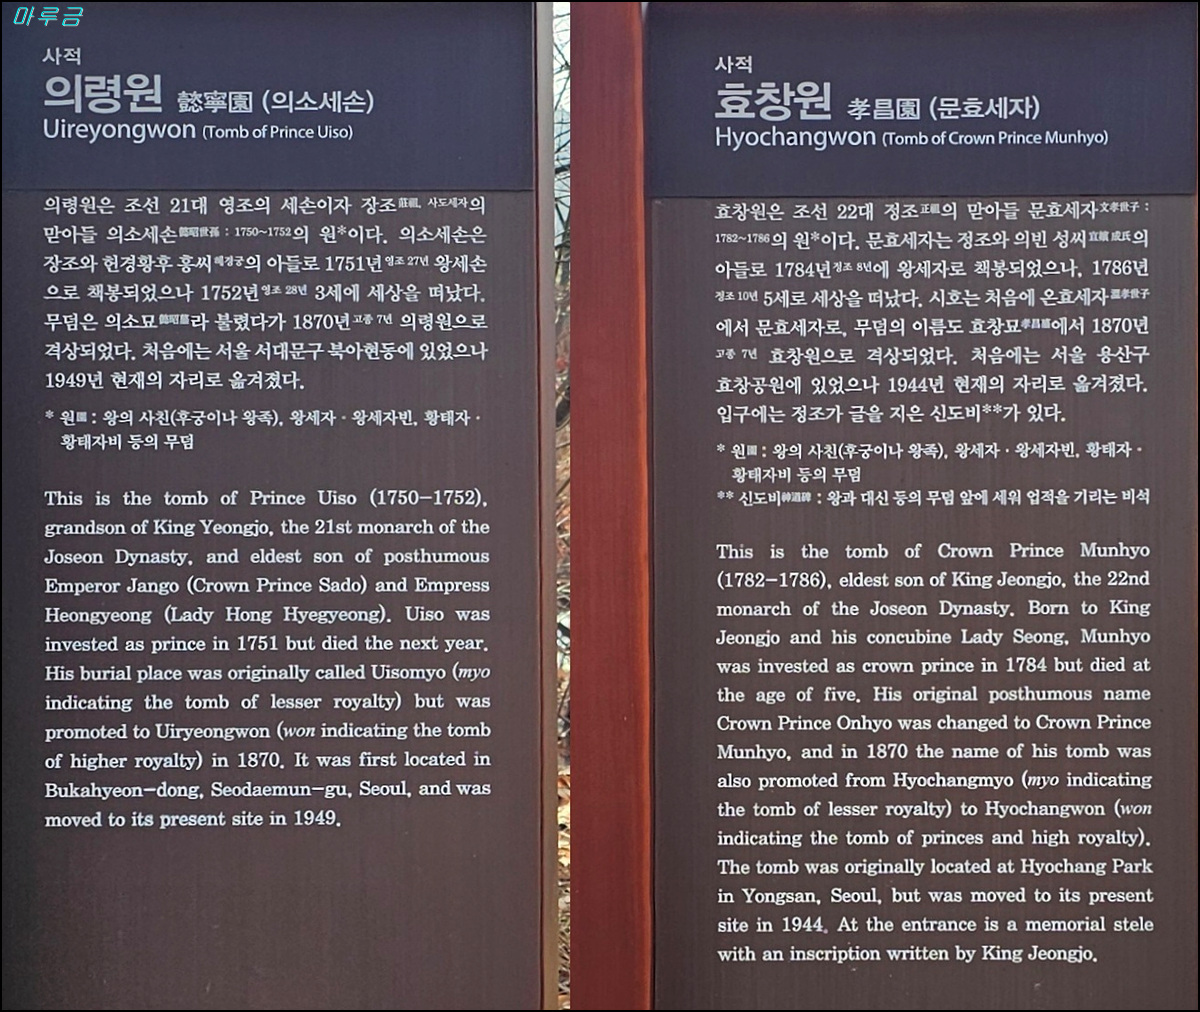 마루금
사적
의령원 懿寧園 (의소세손)
Uireyongwon (Tomb of Prince Uiso)
의령원은 조선 21대 영조의 세손이자 장조莊祖, 사도세자의
맏아들 의소세손懿昭世孫 : 1750~1752의 원*이다. 의소세손은
장조와 헌경황후 홍씨혜경궁의 아들로 1751년영조 27년 왕세손
으로 책봉되었으나 1752년영조 28년 3세에 세상을 떠났다.
무덤은 의소묘懿昭墓라 불렸다가 1870년고종 7년 의령원으로
격상되었다. 처음에는 서울 서대문구 북아현동에 있었으나
1949년 현재의 자리로 옮겨졌다.
* 원園 : 왕의 사친(후궁이나 왕족), 왕세자 · 왕세자빈, 황태자 ·
황태자비 등의 무덤
This is the tomb of Prince Uiso (1750-1752),
grandson of King Yeongjo, the 21st monarch of the
Joseon Dynasty, and eldest son of posthumous
Emperor Jango (Crown Prince Sado) and Empress
Heongyeong (Lady Hong Hyegyeong). Uiso was
invested as prince in 1751 but died the next year.
His burial place was originally called Uisomyo (myo
indicating the tomb of lesser royalty) but was
promoted to Uiryeongwon (won indicating the tomb
of higher royalty) in 1870. It was first located in
Bukahyeon-dong, Seodaemun-gu, Seoul, and was
moved to its present site in 1949.
사적
효창원 孝昌園 (문효세자)
Hyochangwon (Tomb of Crown Prince Munhyo)
효창원은 조선 22대 정조正祖의 맏아들 문효세자文孝世子 :
1782~1786의 원*이다. 문효세자는 정조와 의빈 성씨宜嬪 成氏의
아들로 1784년정조 8년에 왕세자로 책봉되었으나, 1786년
정조 10년 5세로 세상을 떠났다. 시호는 처음에 온효세자溫孝世子
에서 문효세자로, 무덤의 이름도 효창묘孝昌墓에서 1870년
고종 7년 효창원으로 격상되었다. 처음에는 서울 용산구
효창공원에 있었으나 1944년 현재의 자리로 옮겨졌다.
입구에는 정조가 글을 지은 신도비**가 있다.
* 원園 : 왕의 사친(후궁이나 왕족), 왕세자 · 왕세자빈, 황태자 ·
황태자비 등의 무덤
** 신도비神道碑 : 왕과 대신 등의 무덤 앞에 세워 업적을 기리는 비석
This is the tomb of Crown Prince Munhyo
(1782-1786), eldest son of King Jeongjo, the 22nd
monarch of the Joseon Dynasty. Born to King
Jeongjo and his concubine Lady Seong, Munhyo
was invested as crown prince in 1784 but died at
the age of five. His original posthumous name
Crown Prince Onhyo was changed to Crown Prince
Munhyo, and in 1870 the name of his tomb was
also promoted from Hyochangmyo (myo indicating
the tomb of lesser royalty) to Hyochangwon (won
indicating the tomb of princes and high royalty).
The tomb was originally located at Hyochang Park
in Yongsan, Seoul, but was moved to its present
site in 1944. At the entrance is a memorial stele
with an inscription written by King Jeongjo.